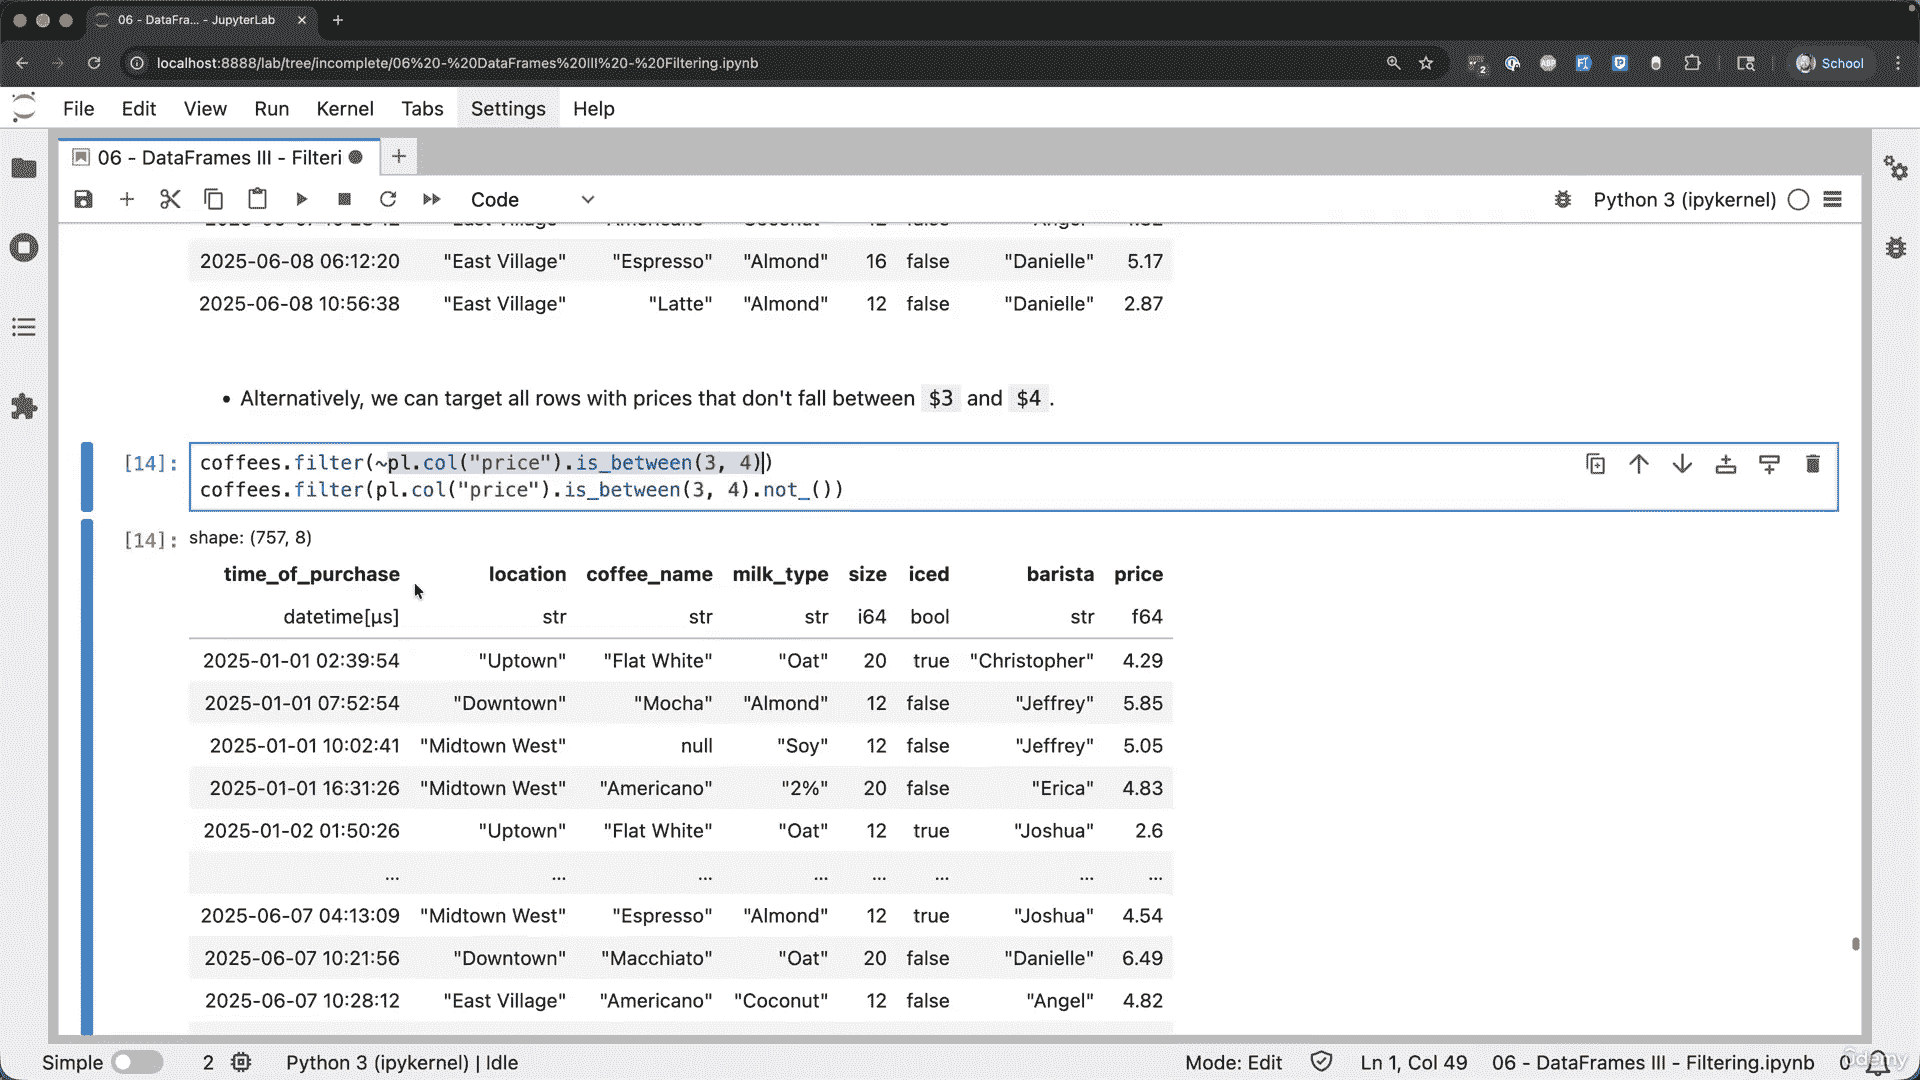 06 - DataFra... - JupyterLab
localhost:8888/lab/tree/incomplete/06%20-%20DataFrames%20III%20-%20Filtering.ipynb
2
School
File Edit View Run Kernel Tabs Settings Help
06 - DataFrames III - Filteri
Code
Python 3 (ipykernel)
2025-06-08 06:12:20 "East Village" "Espresso" "Almond" 16 false "Danielle" 5.17
2025-06-08 10:56:38 "East Village" "Latte" "Almond" 12 false "Danielle" 2.87
• Alternatively, we can target all rows with prices that don't fall between $3 and $4 .
[14]: coffees.filter(~pl.col("price").is_between(3, 4))
coffees.filter(pl.col("price").is_between(3, 4).not_())
[14]: shape: (757, 8)
time_of_purchase location coffee_name milk_type size iced barista price
datetime[μs] str str str i64 bool str f64
2025-01-01 02:39:54 "Uptown" "Flat White" "Oat" 20 true "Christopher" 4.29
2025-01-01 07:52:54 "Downtown" "Mocha" "Almond" 12 false "Jeffrey" 5.85
2025-01-01 10:02:41 "Midtown West" null "Soy" 12 false "Jeffrey" 5.05
2025-01-01 16:31:26 "Midtown West" "Americano" "2%" 20 false "Erica" 4.83
2025-01-02 01:50:26 "Uptown" "Flat White" "Oat" 12 true "Joshua" 2.6
... ... ... ... ... ... ... ...
2025-06-07 04:13:09 "Midtown West" "Espresso" "Almond" 12 true "Joshua" 4.54
2025-06-07 10:21:56 "Downtown" "Macchiato" "Oat" 20 false "Danielle" 6.49
2025-06-07 10:28:12 "East Village" "Americano" "Coconut" 12 false "Angel" 4.82
Simple 2 Python 3 (ipykernel) | Idle Mode: Edit Ln 1, Col 49 06 - DataFrames III - Filtering.ipynb 0
udemy